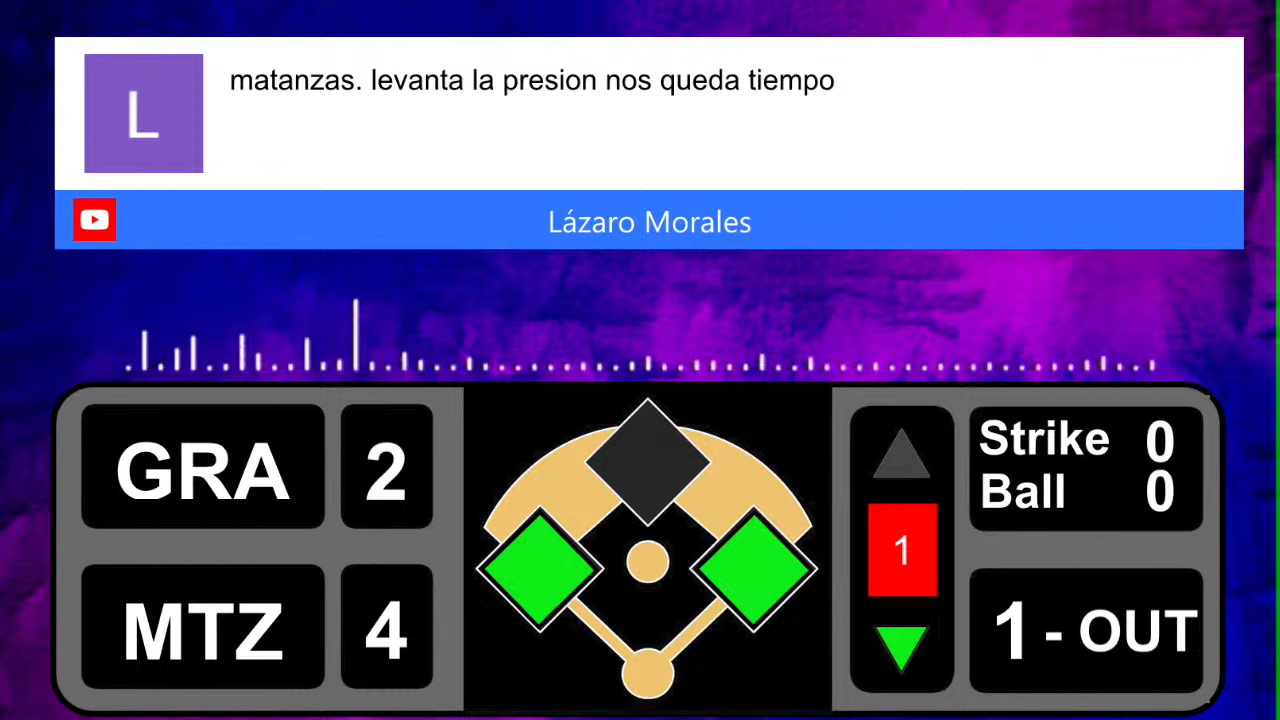 L
matanzas. levanta la presion nos queda tiempo
Lázaro Morales
GRA 2
MTZ 4
1
Strike 0
Ball 0
1 - OUT